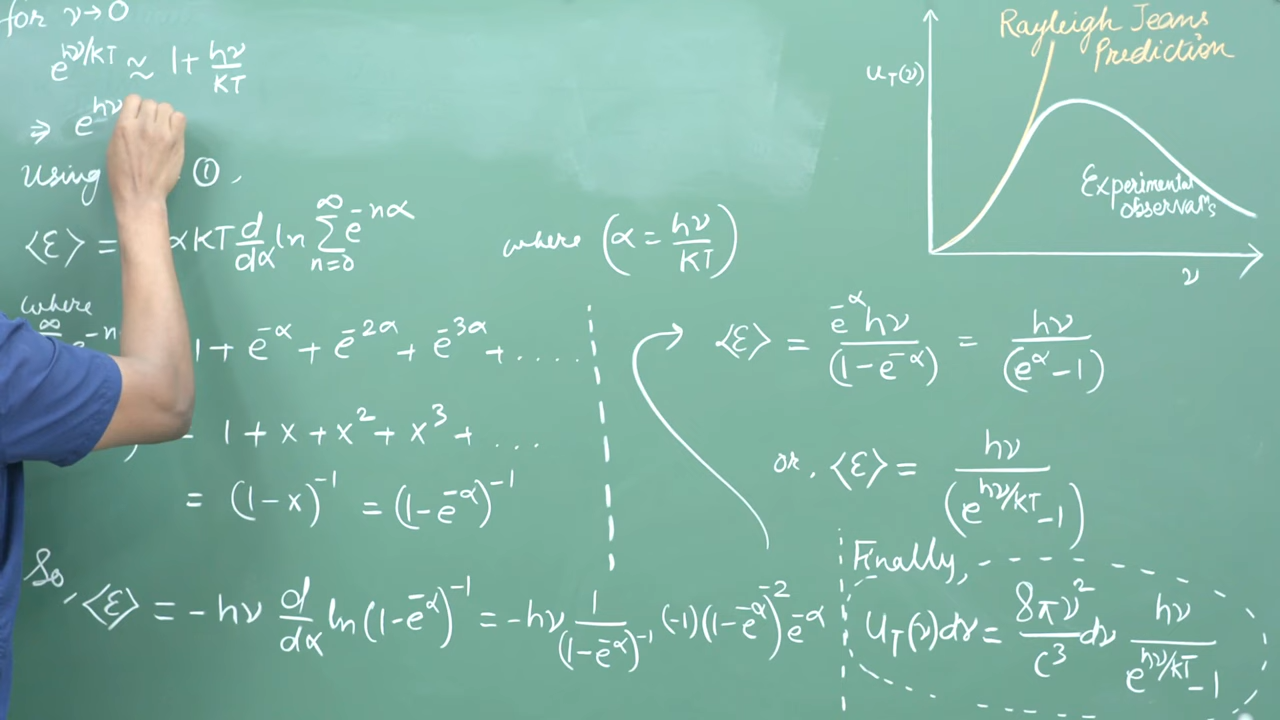 for ν→0
e^{hν/KT} ≈ 1 + hν/KT
⇒ e^{hν
Using ①,
⟨ε⟩ = αKT d/dα ln ∑_{n=0}^{∞} e^{-nα}
where (α = hν/KT)
where
∞ e^{-n 1 + e^{-α} + e^{-2α} + e^{-3α} + .....
= 1 + x + x² + x³ + ...
= (1-x)^{-1} = (1-e^{-α})^{-1}
So, ⟨ε⟩ = -hν d/dα ln(1-e^{-α})^{-1} = -hν 1/(1-e^{-α})^{-1} (-1)(1-e^{-α})^{-2} e^{-α}
Rayleigh Jeans
Prediction
u_T(ν)
Experimental
observat's
ν
⟨ε⟩ = e^{-α}hν/(1-e^{-α}) = hν/(e^{α}-1)
or, ⟨ε⟩ = hν/(e^{hν/KT}-1)
Finally,
u_T(ν)dν = 8πν²/c³ dν hν/e^{hν/KT}-1